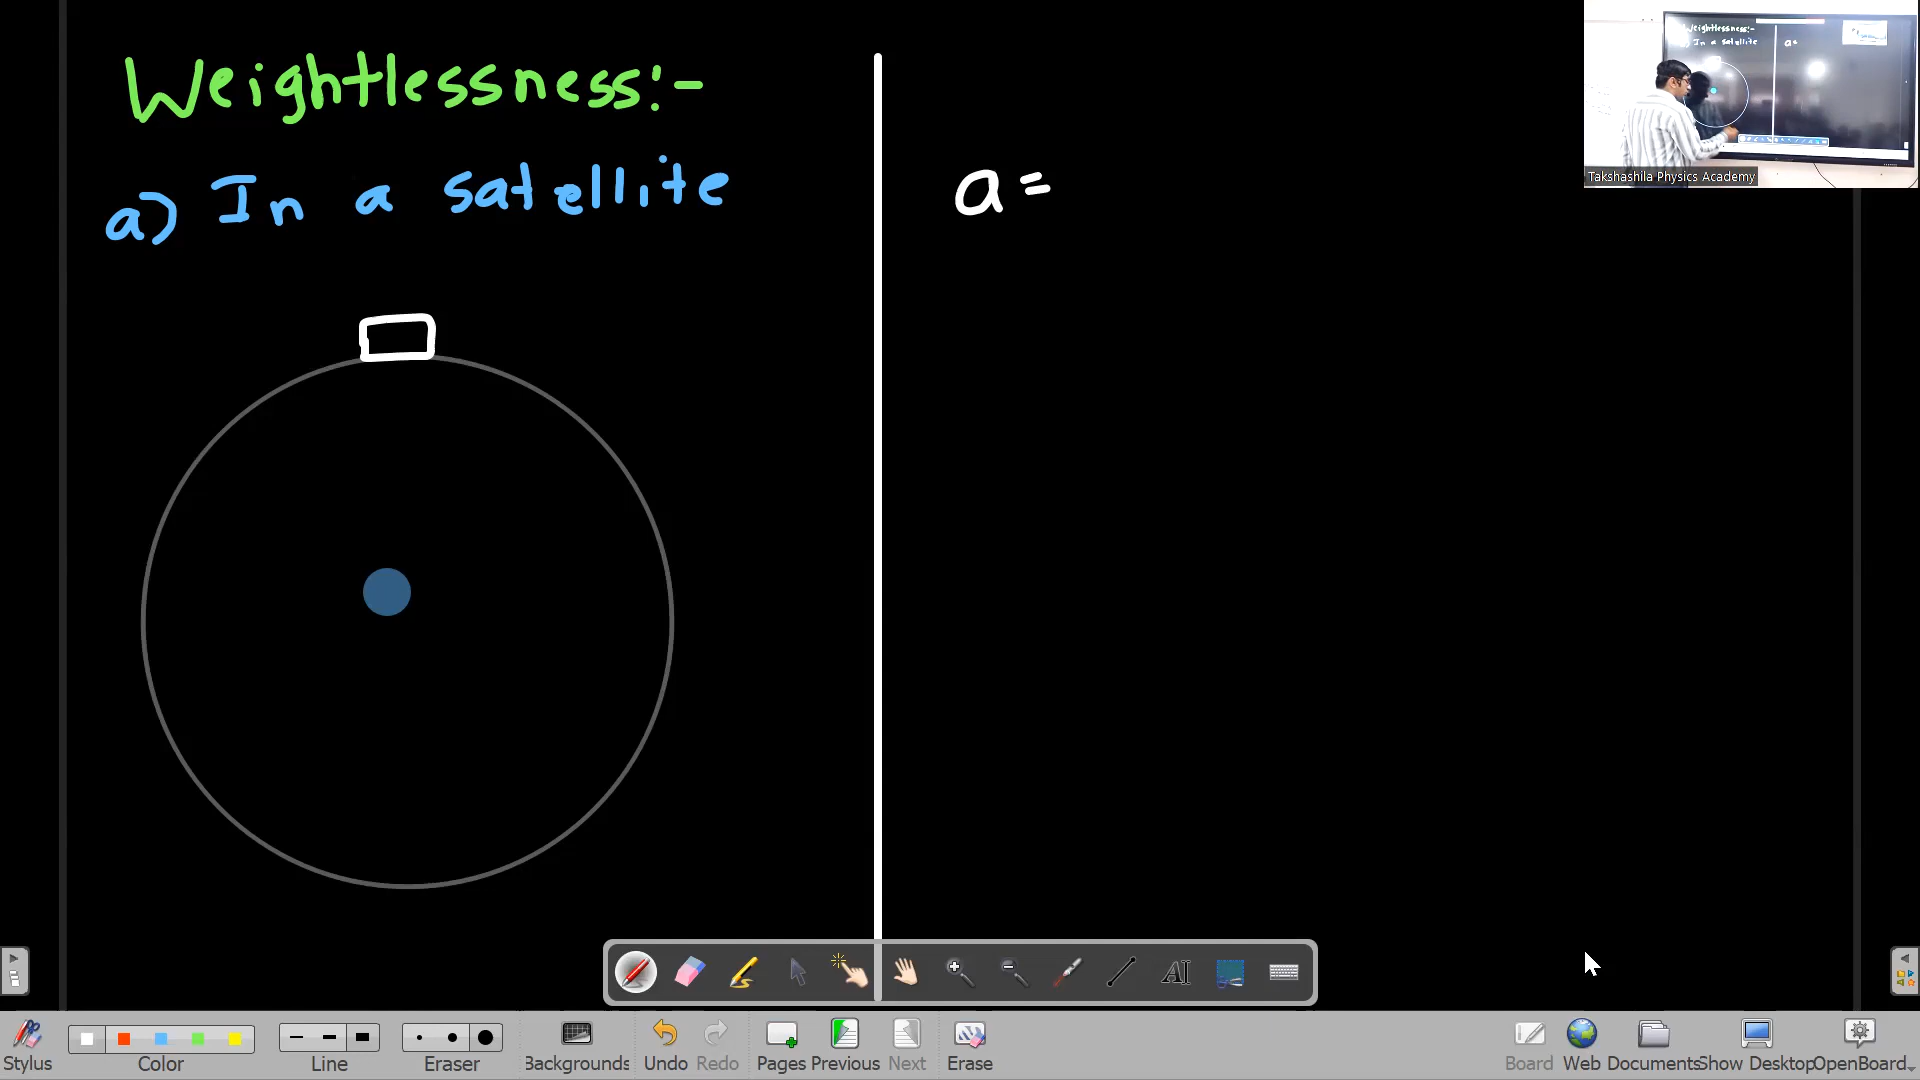 Weightlessness:-
a) In a satellite
a =
Takshashila Physics Academy
Stylus
Color
Line
Eraser
Backgrounds
Undo
Redo
Pages
Previous
Next
Erase
Board
Web
Documents
Show Desktop
OpenBoard